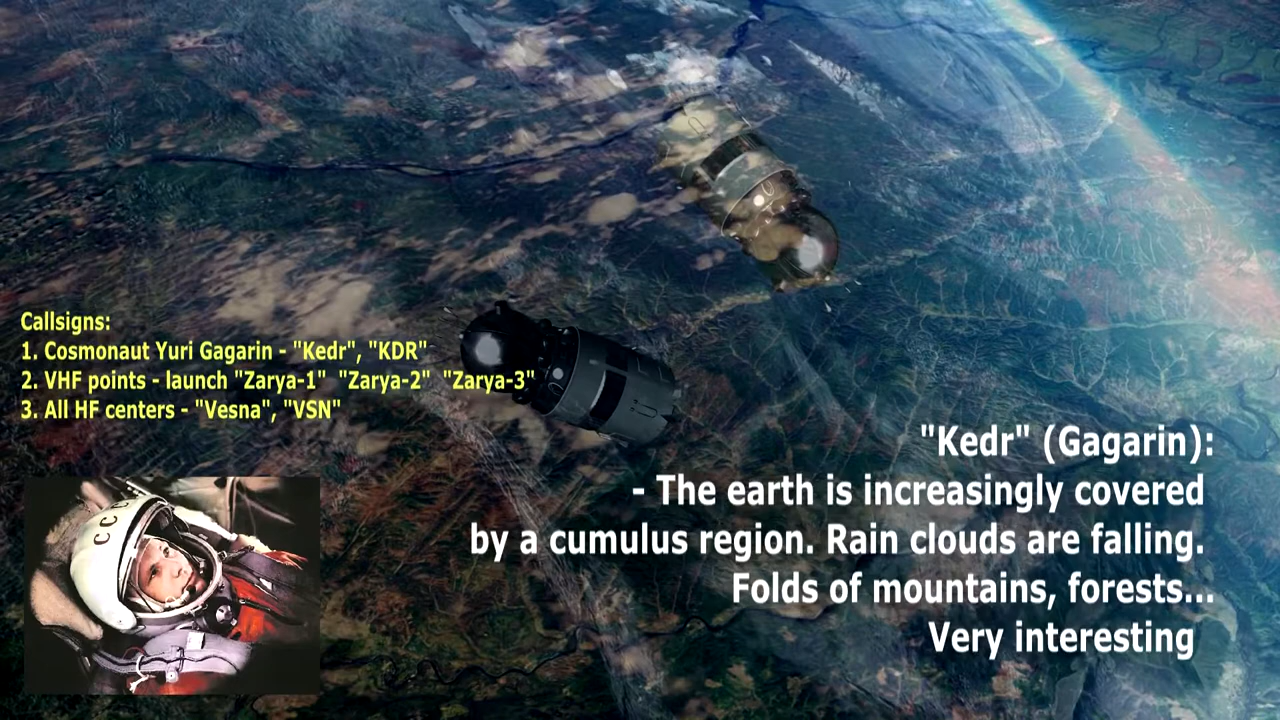 Callsigns:
1. Cosmonaut Yuri Gagarin - "Kedr", "KDR"
2. VHF points - launch "Zarya-1" "Zarya-2" "Zarya-3"
3. All HF centers - "Vesna", "VSN"
"Kedr" (Gagarin):
- The earth is increasingly covered
by a cumulus region. Rain clouds are falling.
Folds of mountains, forests...
Very interesting